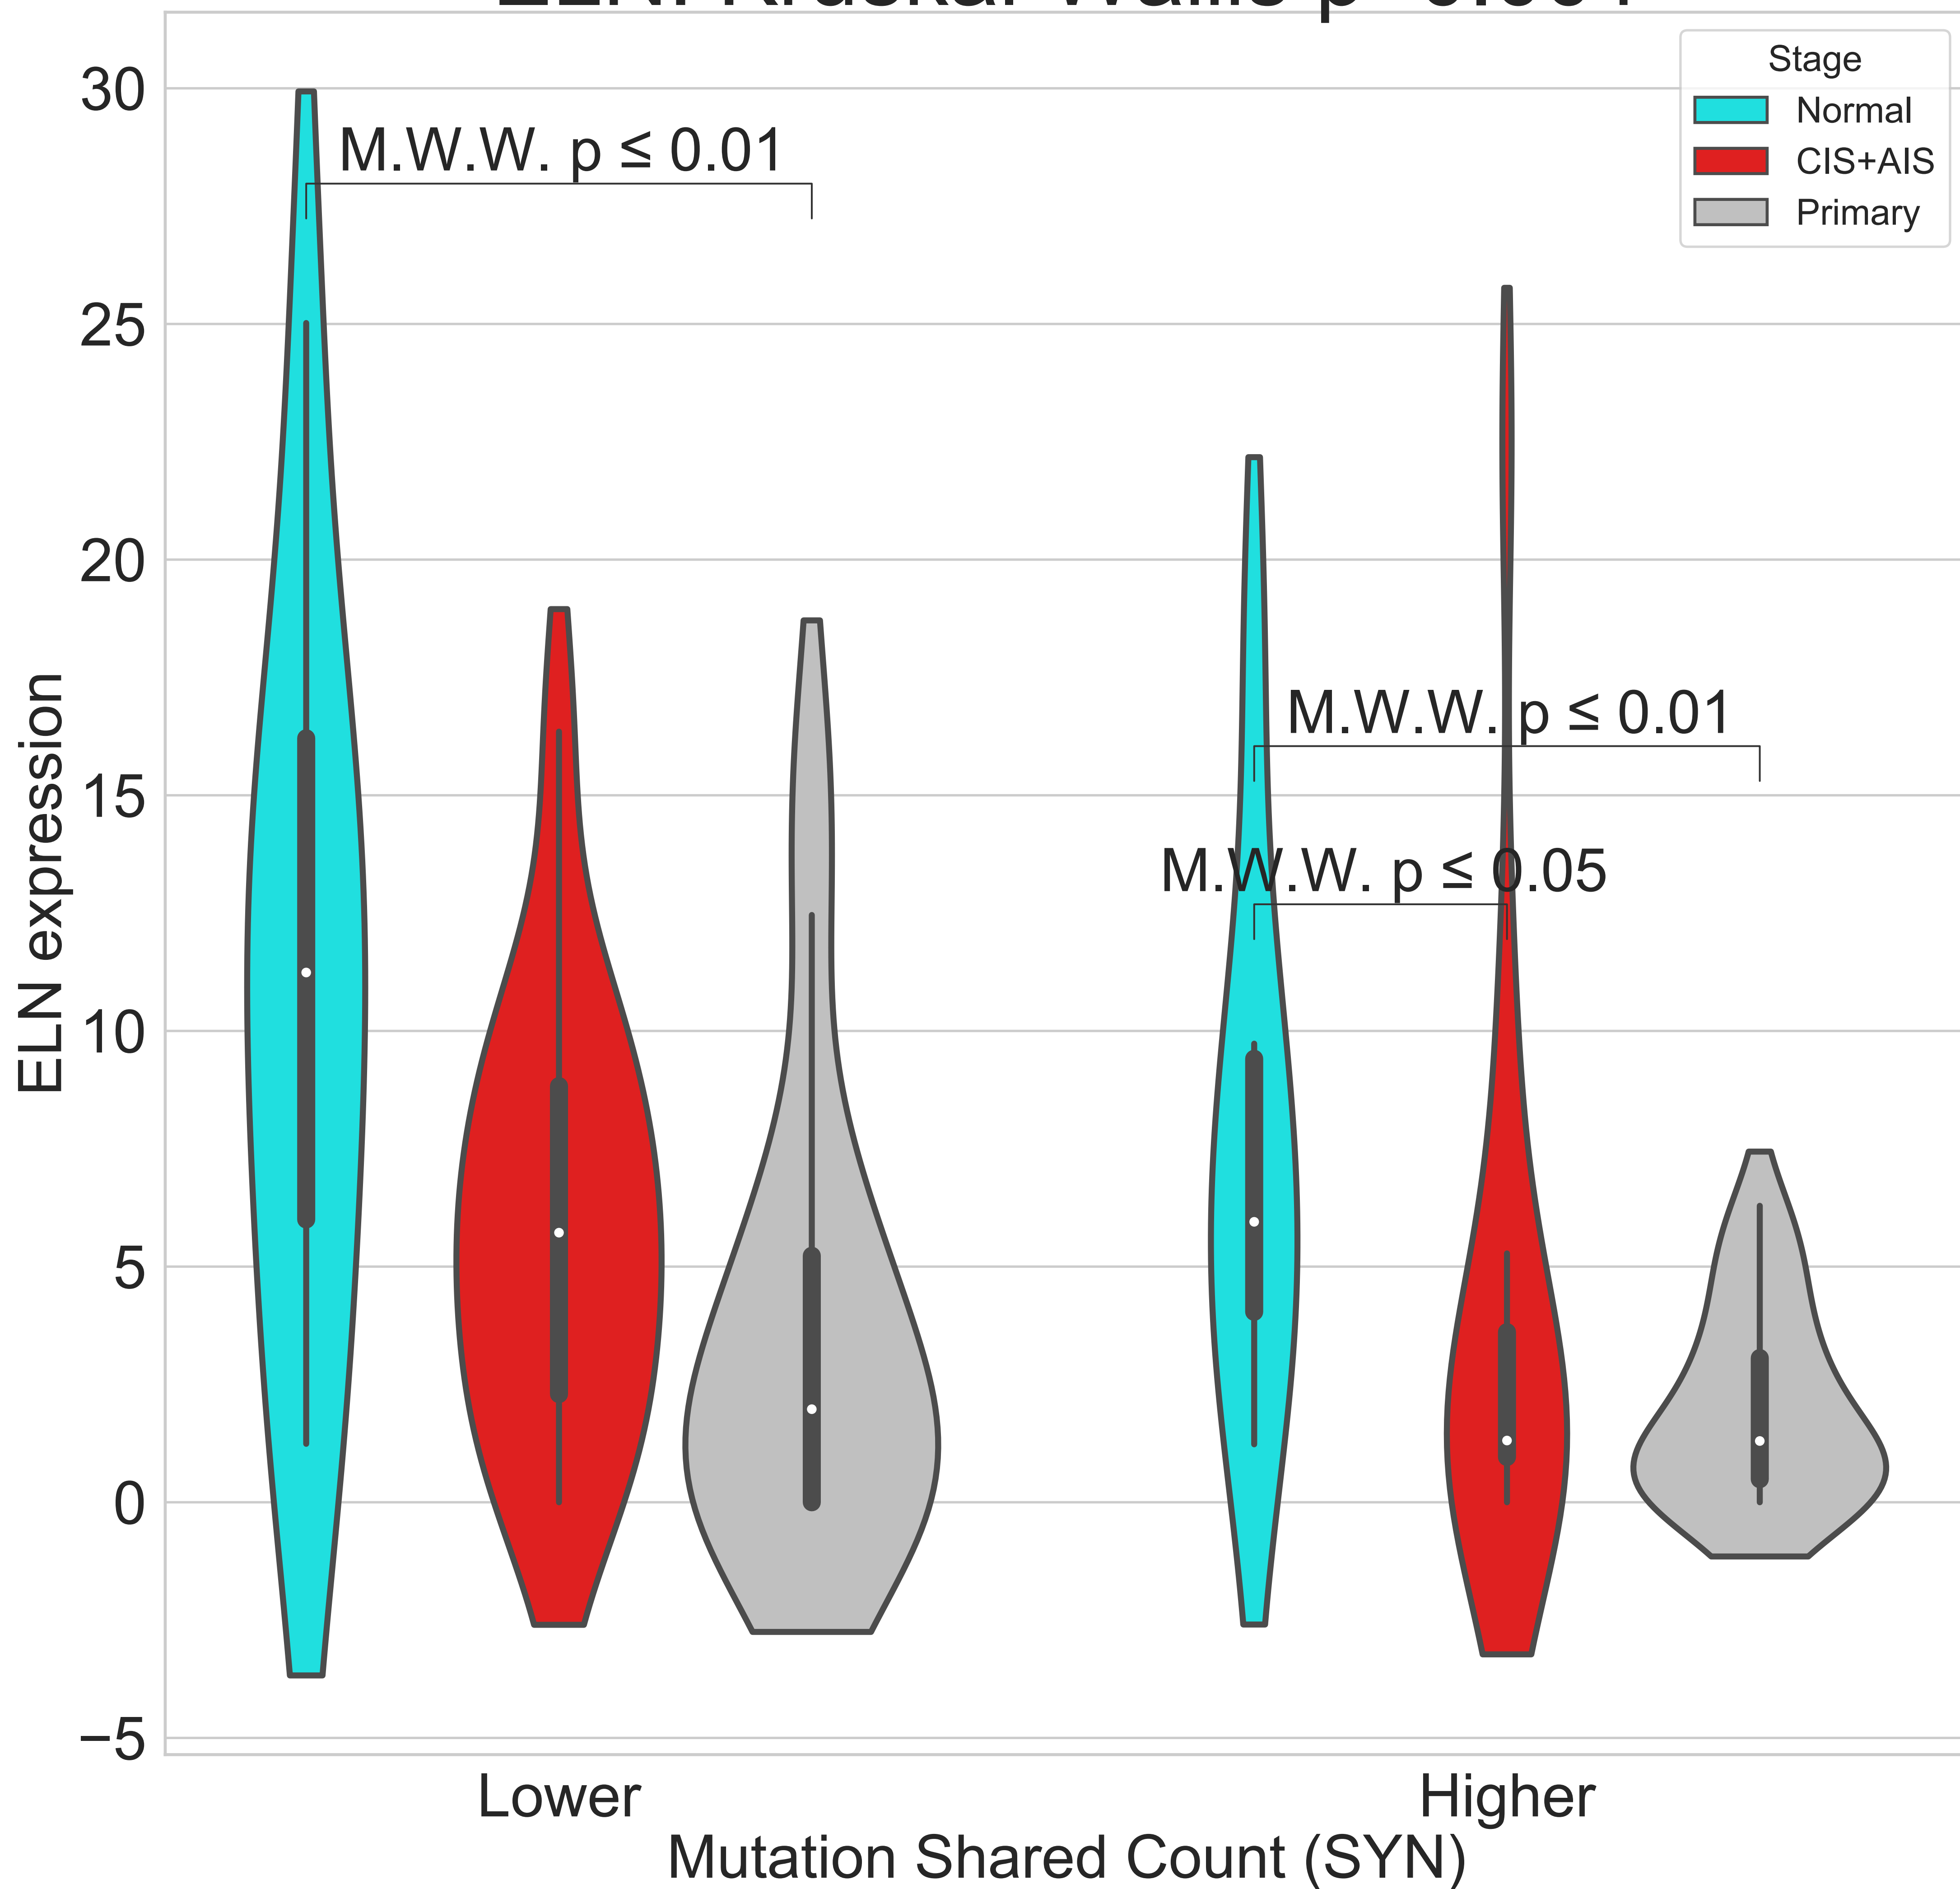 Stage
Normal
CIS+AIS
Primary
30
25
20
15
10
5
0
−5
ELN expression
M.W.W. p ≤ 0.01
M.W.W. p ≤ 0.01
M.W.W. p ≤ 0.05
Lower
Higher
Mutation Shared Count (SYN)